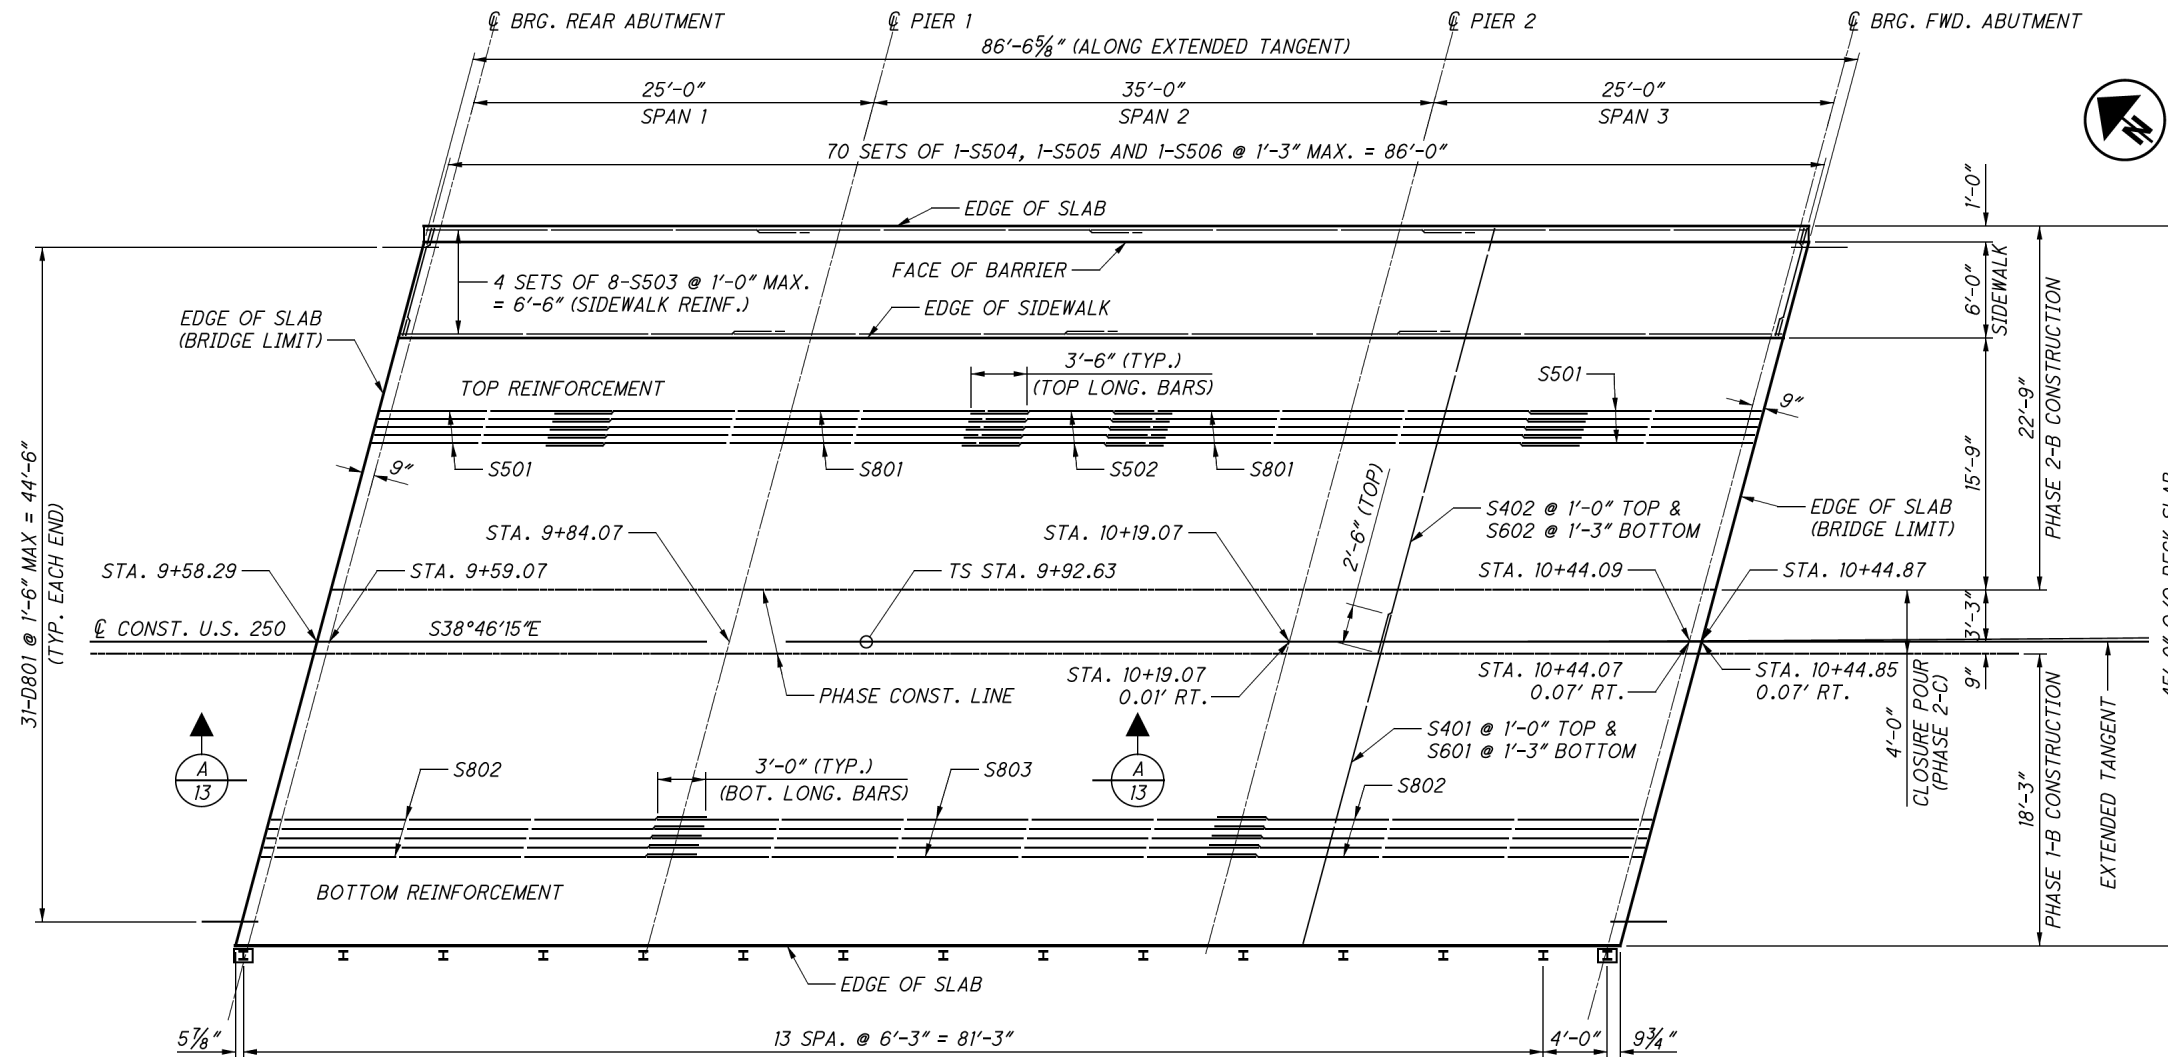 ℄ BRG. REAR ABUTMENT
℄ PIER 1
℄ PIER 2
℄ BRG. FWD. ABUTMENT
86'-6⅝" (ALONG EXTENDED TANGENT)
25'-0"
SPAN 1
35'-0"
SPAN 2
25'-0"
SPAN 3
N
70 SETS OF 1-S504, 1-S505 AND 1-S506 @ 1'-3" MAX. = 86'-0"
EDGE OF SLAB
1'-0"
FACE OF BARRIER
4 SETS OF 8-S503 @ 1'-0" MAX.
= 6'-6" (SIDEWALK REINF.)
EDGE OF SIDEWALK
6'-0"
SIDEWALK
EDGE OF SLAB
(BRIDGE LIMIT)
TOP REINFORCEMENT
3'-6" (TYP.)
(TOP LONG. BARS)
S501
9"
S501
S801
S502
S801
9"
15'-9"
22'-9"
PHASE 2-B CONSTRUCTION
31-D801 @ 1'-6" MAX = 44'-6"
(TYP. EACH END)
2'-6" (TOP)
S402 @ 1'-0" TOP &
S602 @ 1'-3" BOTTOM
EDGE OF SLAB
(BRIDGE LIMIT)
STA. 9+84.07
STA. 10+19.07
STA. 9+58.29
STA. 9+59.07
TS STA. 9+92.63
STA. 10+44.09
STA. 10+44.87
℄ CONST. U.S. 250
S38°46'15"E
3'-3"
STA. 10+19.07
0.01' RT.
STA. 10+44.07
0.07' RT.
STA. 10+44.85
0.07' RT.
9"
PHASE CONST. LINE
4'-0"
CLOSURE POUR
(PHASE 2-C)
18'-3"
PHASE 1-B CONSTRUCTION
EXTENDED TANGENT
S401 @ 1'-0" TOP &
S601 @ 1'-3" BOTTOM
A
13
A
13
S802
3'-0" (TYP.)
(BOT. LONG. BARS)
S803
S802
BOTTOM REINFORCEMENT
EDGE OF SLAB
5⅞"
13 SPA. @ 6'-3" = 81'-3"
4'-0"
9¾"